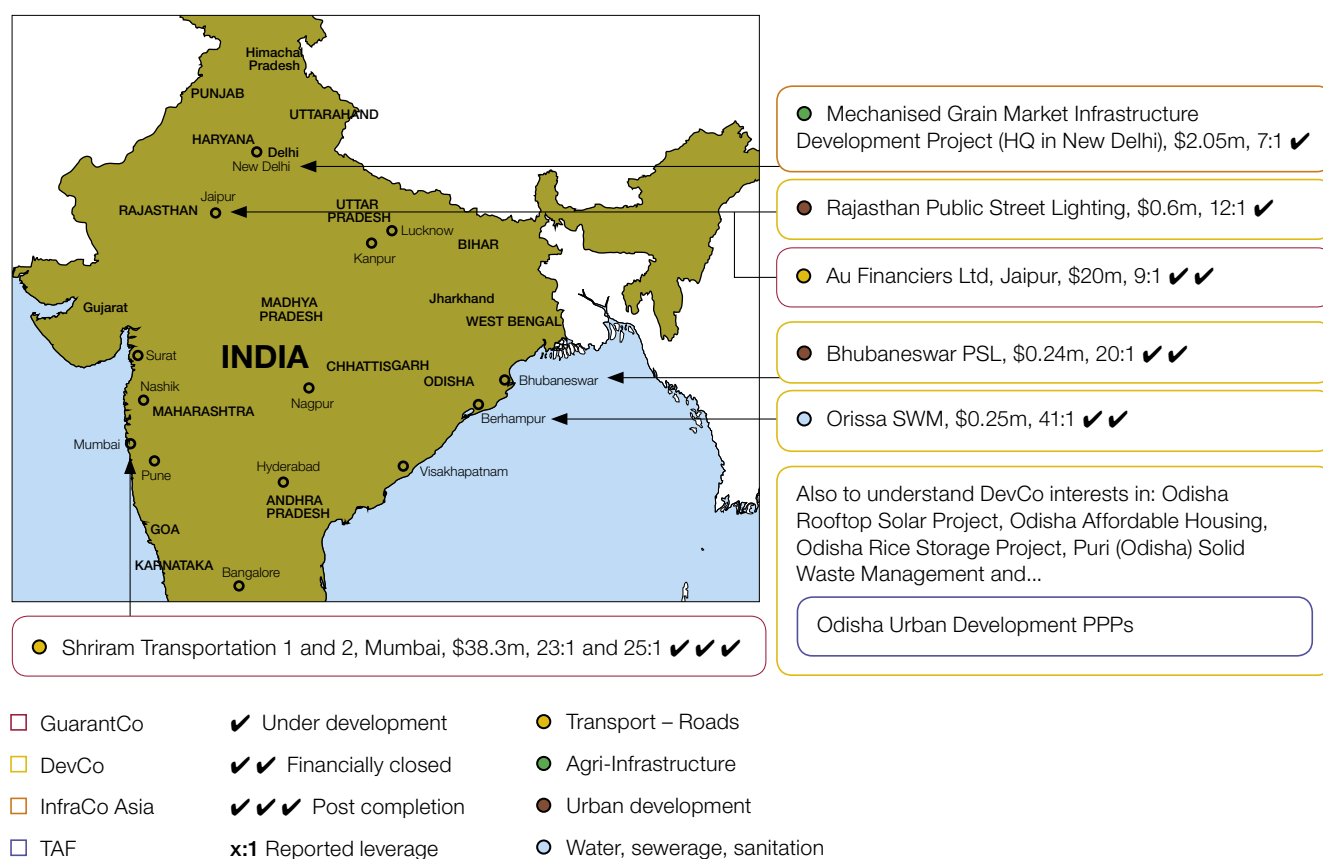 Himachal
Pradesh
PUNJAB
UTTARAHAND
HARYANA
Delhi
New Delhi
Jaipur
RAJASTHAN
UTTAR
PRADESH
Lucknow
Kanpur
BIHAR
Gujarat
MADHYA
PRADESH
Jharkhand
WEST BENGAL
INDIA
Surat
CHHATTISGARH
ODISHA
Bhubaneswar
Nashik
MAHARASHTRA
Nagpur
Berhampur
Mumbai
Pune
Hyderabad
Visakhapatnam
ANDHRA
PRADESH
GOA
KARNATAKA
Bangalore
Mechanised Grain Market Infrastructure
Development Project (HQ in New Delhi), $2.05m, 7:1 ✔
Rajasthan Public Street Lighting, $0.6m, 12:1 ✔
Au Financiers Ltd, Jaipur, $20m, 9:1 ✔ ✔
Bhubaneswar PSL, $0.24m, 20:1 ✔ ✔
Orissa SWM, $0.25m, 41:1 ✔ ✔
Also to understand DevCo interests in: Odisha
Rooftop Solar Project, Odisha Affordable Housing,
Odisha Rice Storage Project, Puri (Odisha) Solid
Waste Management and...
Odisha Urban Development PPPs
Shriram Transportation 1 and 2, Mumbai, $38.3m, 23:1 and 25:1 ✔ ✔ ✔
GuarantCo
DevCo
InfraCo Asia
TAF
✔ Under development
✔ ✔ Financially closed
✔ ✔ ✔ Post completion
x:1 Reported leverage
Transport – Roads
Agri-Infrastructure
Urban development
Water, sewerage, sanitation